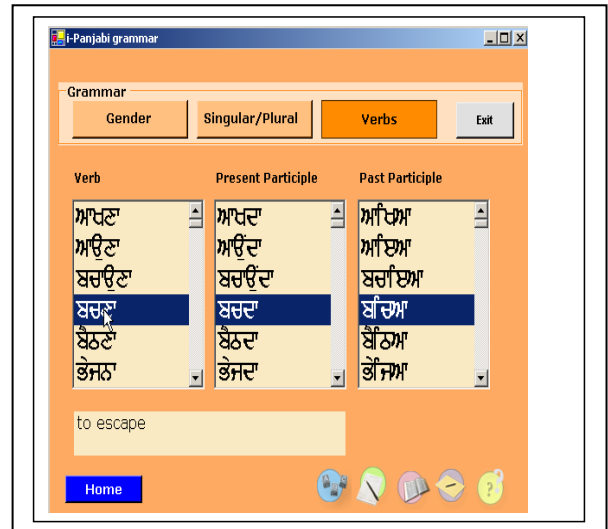 i-Panjabi grammar
Grammar
Gender Singular/Plural Verbs Exit
Verb Present Participle Past Participle
ਆਖਣਾ ਆਖਦਾ ਆਖਿਆ
ਆਉਣਾ ਆਉਂਦਾ ਆਇਆ
ਬਚਾਉਣਾ ਬਚਾਉਂਦਾ ਬਚਾਇਆ
ਬਚਣਾ ਬਚਦਾ ਬਚਿਆ
ਬੈਠਣਾ ਬੈਠਦਾ ਬੈਠਿਆ
ਭੇਜਨਾ ਭੇਜਦਾ ਭੇਜਿਆ
to escape
Home